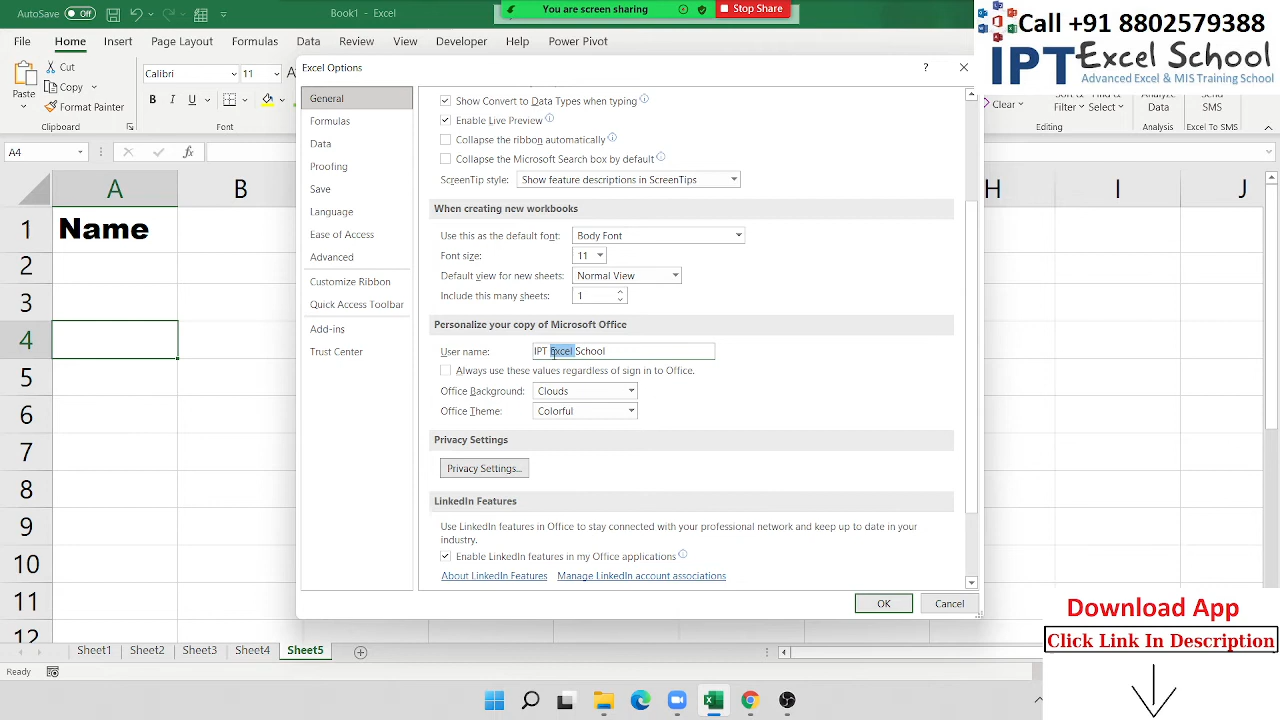 AutoSave Off Book1 - Excel You are screen sharing Stop Share
Call +91 8802579388
IPT Excel School
Advanced Excel & MIS Training School
File Home Insert Page Layout Formulas Review View Developer Help Power Pivot
Paste Cut Calibri 11 A
Copy
B I U
Format Painter
Clipboard Font
Clear Filter Select Data SMS
Editing Analysis Excel To SMS
A4 fx
A B H I J
1 Name
2
3
4
5
6
7
8
9
10
11
12
Excel Options ?
General
Formulas
Data
Proofing
Save
Language
Ease of Access
Advanced
Customize Ribbon
Quick Access Toolbar
Add-ins
Trust Center
Show Convert to Data Types when typing
Enable Live Preview
Collapse the ribbon automatically
Collapse the Microsoft Search box by default
ScreenTip style: Show feature descriptions in ScreenTips
When creating new workbooks
Use this as the default font: Body Font
Font size: 11
Default view for new sheets: Normal View
Include this many sheets: 1
Personalize your copy of Microsoft Office
User name: IPT Excel School
Always use these values regardless of sign in to Office.
Office Background: Clouds
Office Theme: Colorful
Privacy Settings
Privacy Settings...
LinkedIn Features
Use LinkedIn features in Office to stay connected with your professional network and keep up to date in your
industry.
Enable LinkedIn features in my Office applications
About LinkedIn Features Manage LinkedIn account associations
OK Cancel
Download App
Click Link In Description
Sheet1 Sheet2 Sheet3 Sheet4 Sheet5
Ready